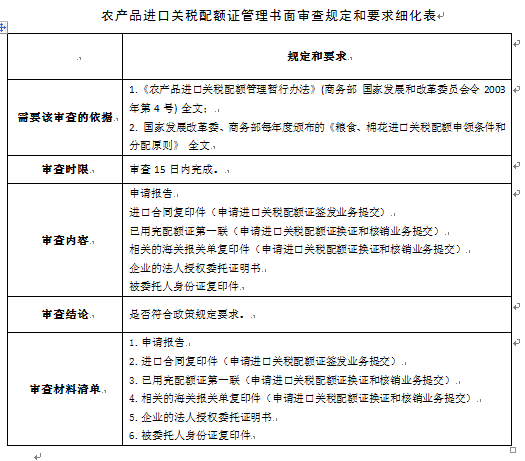 农产品进口关税配额证管理书面审查规定和要求细化表
规定和要求
需要该审查的依据
1.《农产品进口关税配额管理暂行办法》(商务部 国家发展和改革委员会令 2003
年第 4 号) 全文；
2. 国家发展改革委、商务部每年度颁布的《粮食、棉花进口关税配额申领条件和
分配原则》 全文
审查时限
审查 15 日内完成。
审查内容
申请报告
进口合同复印件（申请进口关税配额证签发业务提交）
已用完配额证第一联（申请进口关税配额证换证和核销业务提交）
相关的海关报关单复印件（申请进口关税配额证换证和核销业务提交）
企业的法人授权委托证明书
被委托人身份证复印件
审查结论
是否符合政策规定要求。
审查材料清单
1. 申请报告
2. 进口合同复印件（申请进口关税配额证签发业务提交）
3. 已用完配额证第一联（申请进口关税配额证换证和核销业务提交）
4. 相关的海关报关单复印件（申请进口关税配额证换证和核销业务提交）
5. 企业的法人授权委托证明书
6. 被委托人身份证复印件